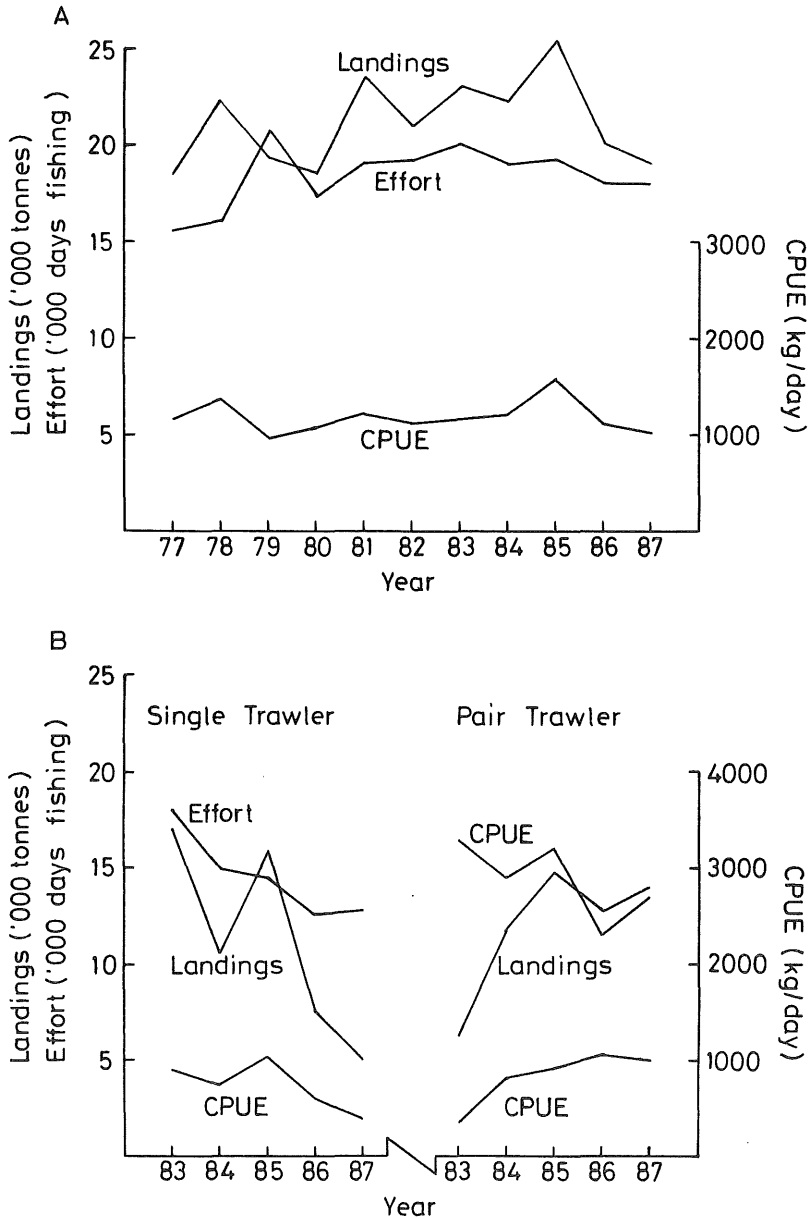 A
Landings ('000 tonnes)
Effort ('000 days fishing)
25
20
15
10
5
Landings
Effort
CPUE
3000
2000
1000
CPUE (kg/day)
77 78 79 80 81 82 83 84 85 86 87
Year
B
Landings ('000 tonnes)
Effort ('000 days fishing)
25
20
15
10
5
Single Trawler
Effort
Landings
CPUE
Pair Trawler
CPUE
Landings
CPUE
4000
3000
2000
1000
CPUE (kg/day)
83 84 85 86 87 83 84 85 86 87
Year